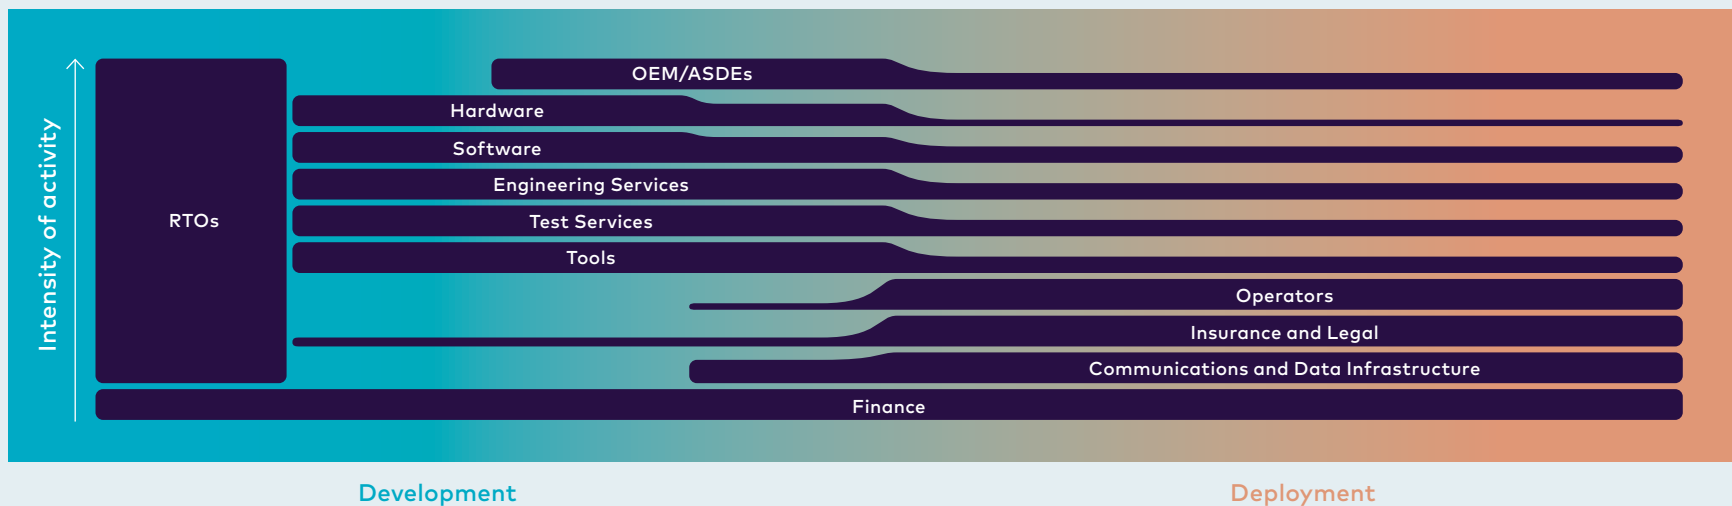 Intensity of activity
RTOs
OEM/ASDEs
Hardware
Software
Engineering Services
Test Services
Tools
Operators
Insurance and Legal
Communications and Data Infrastructure
Finance
Development
Deployment